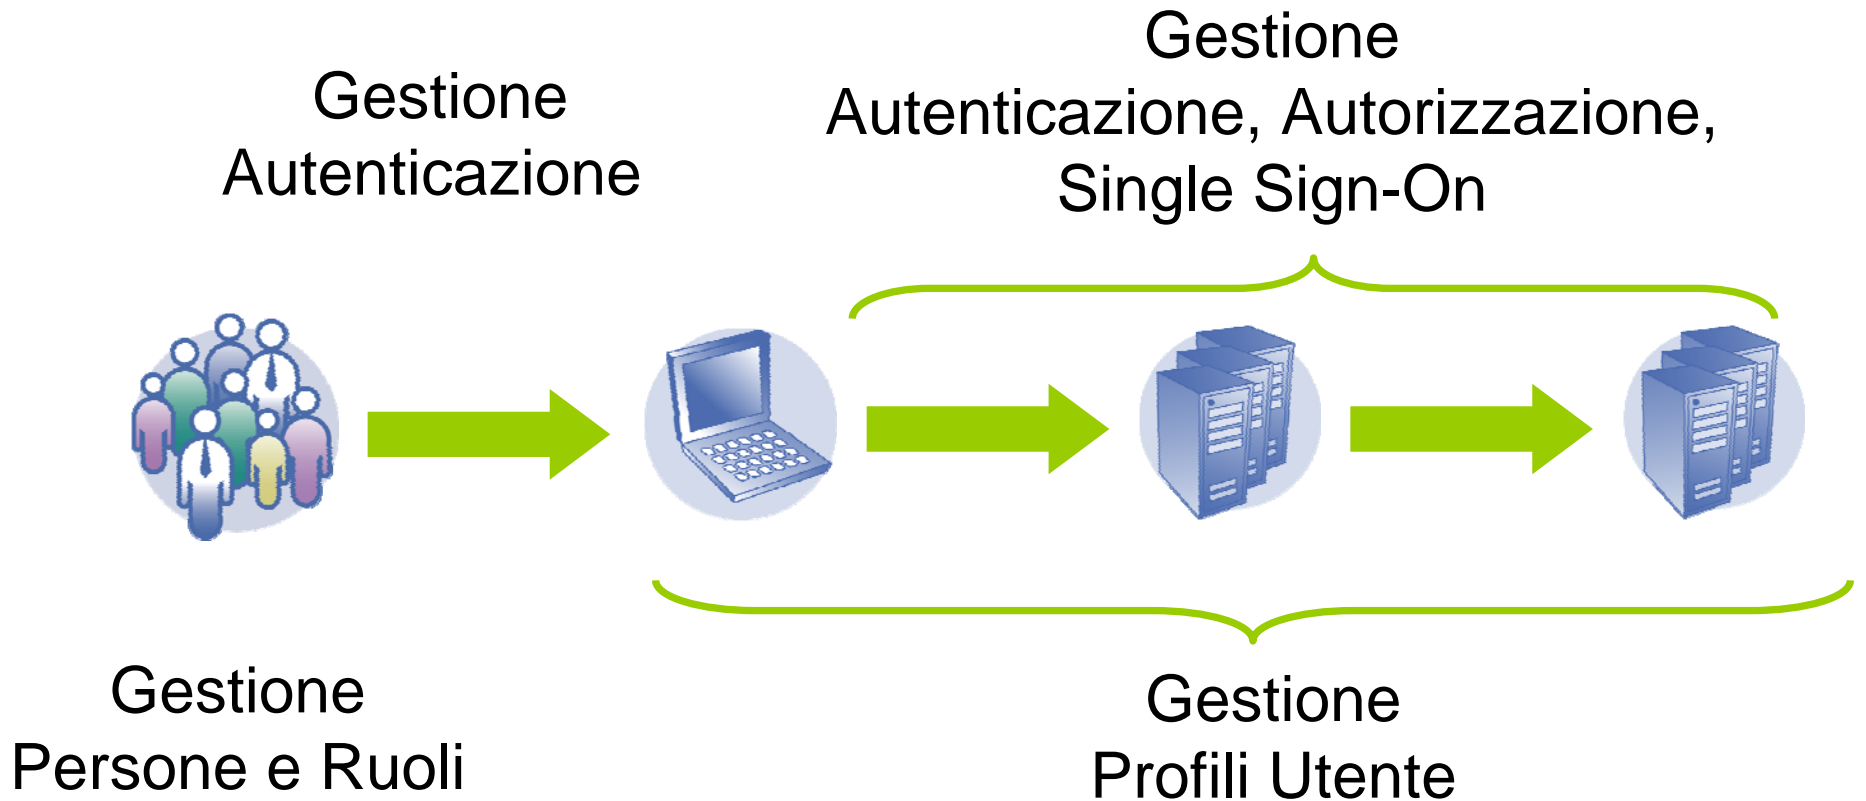 Gestione
Autenticazione
Gestione
Autenticazione, Autorizzazione,
Single Sign-On
Gestione
Persone e Ruoli
Gestione
Profili Utente